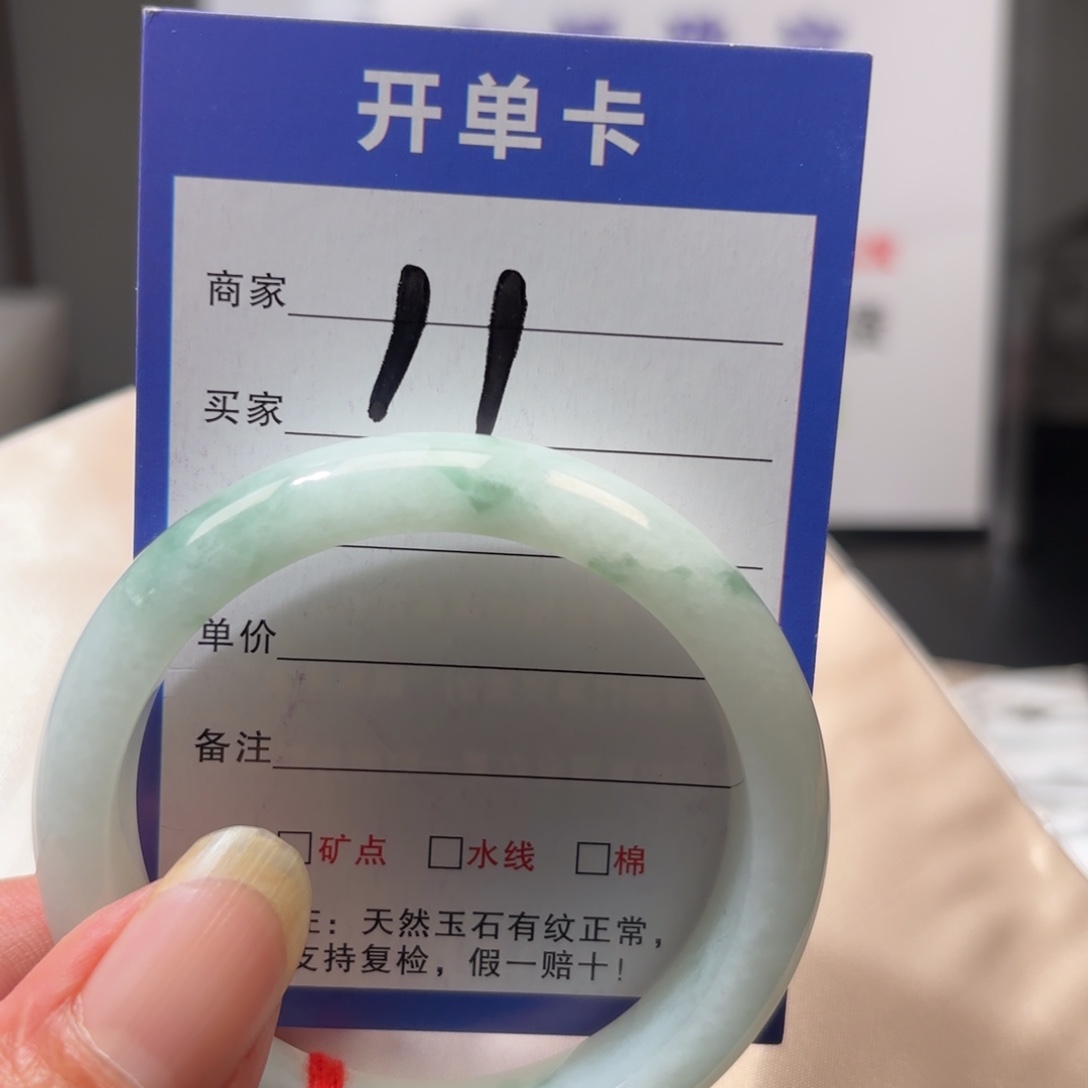 开单卡
商家
买家
单价
备注
□矿点 □水线 □棉
：天然玉石有纹正常，
支持复检，假一赔十！